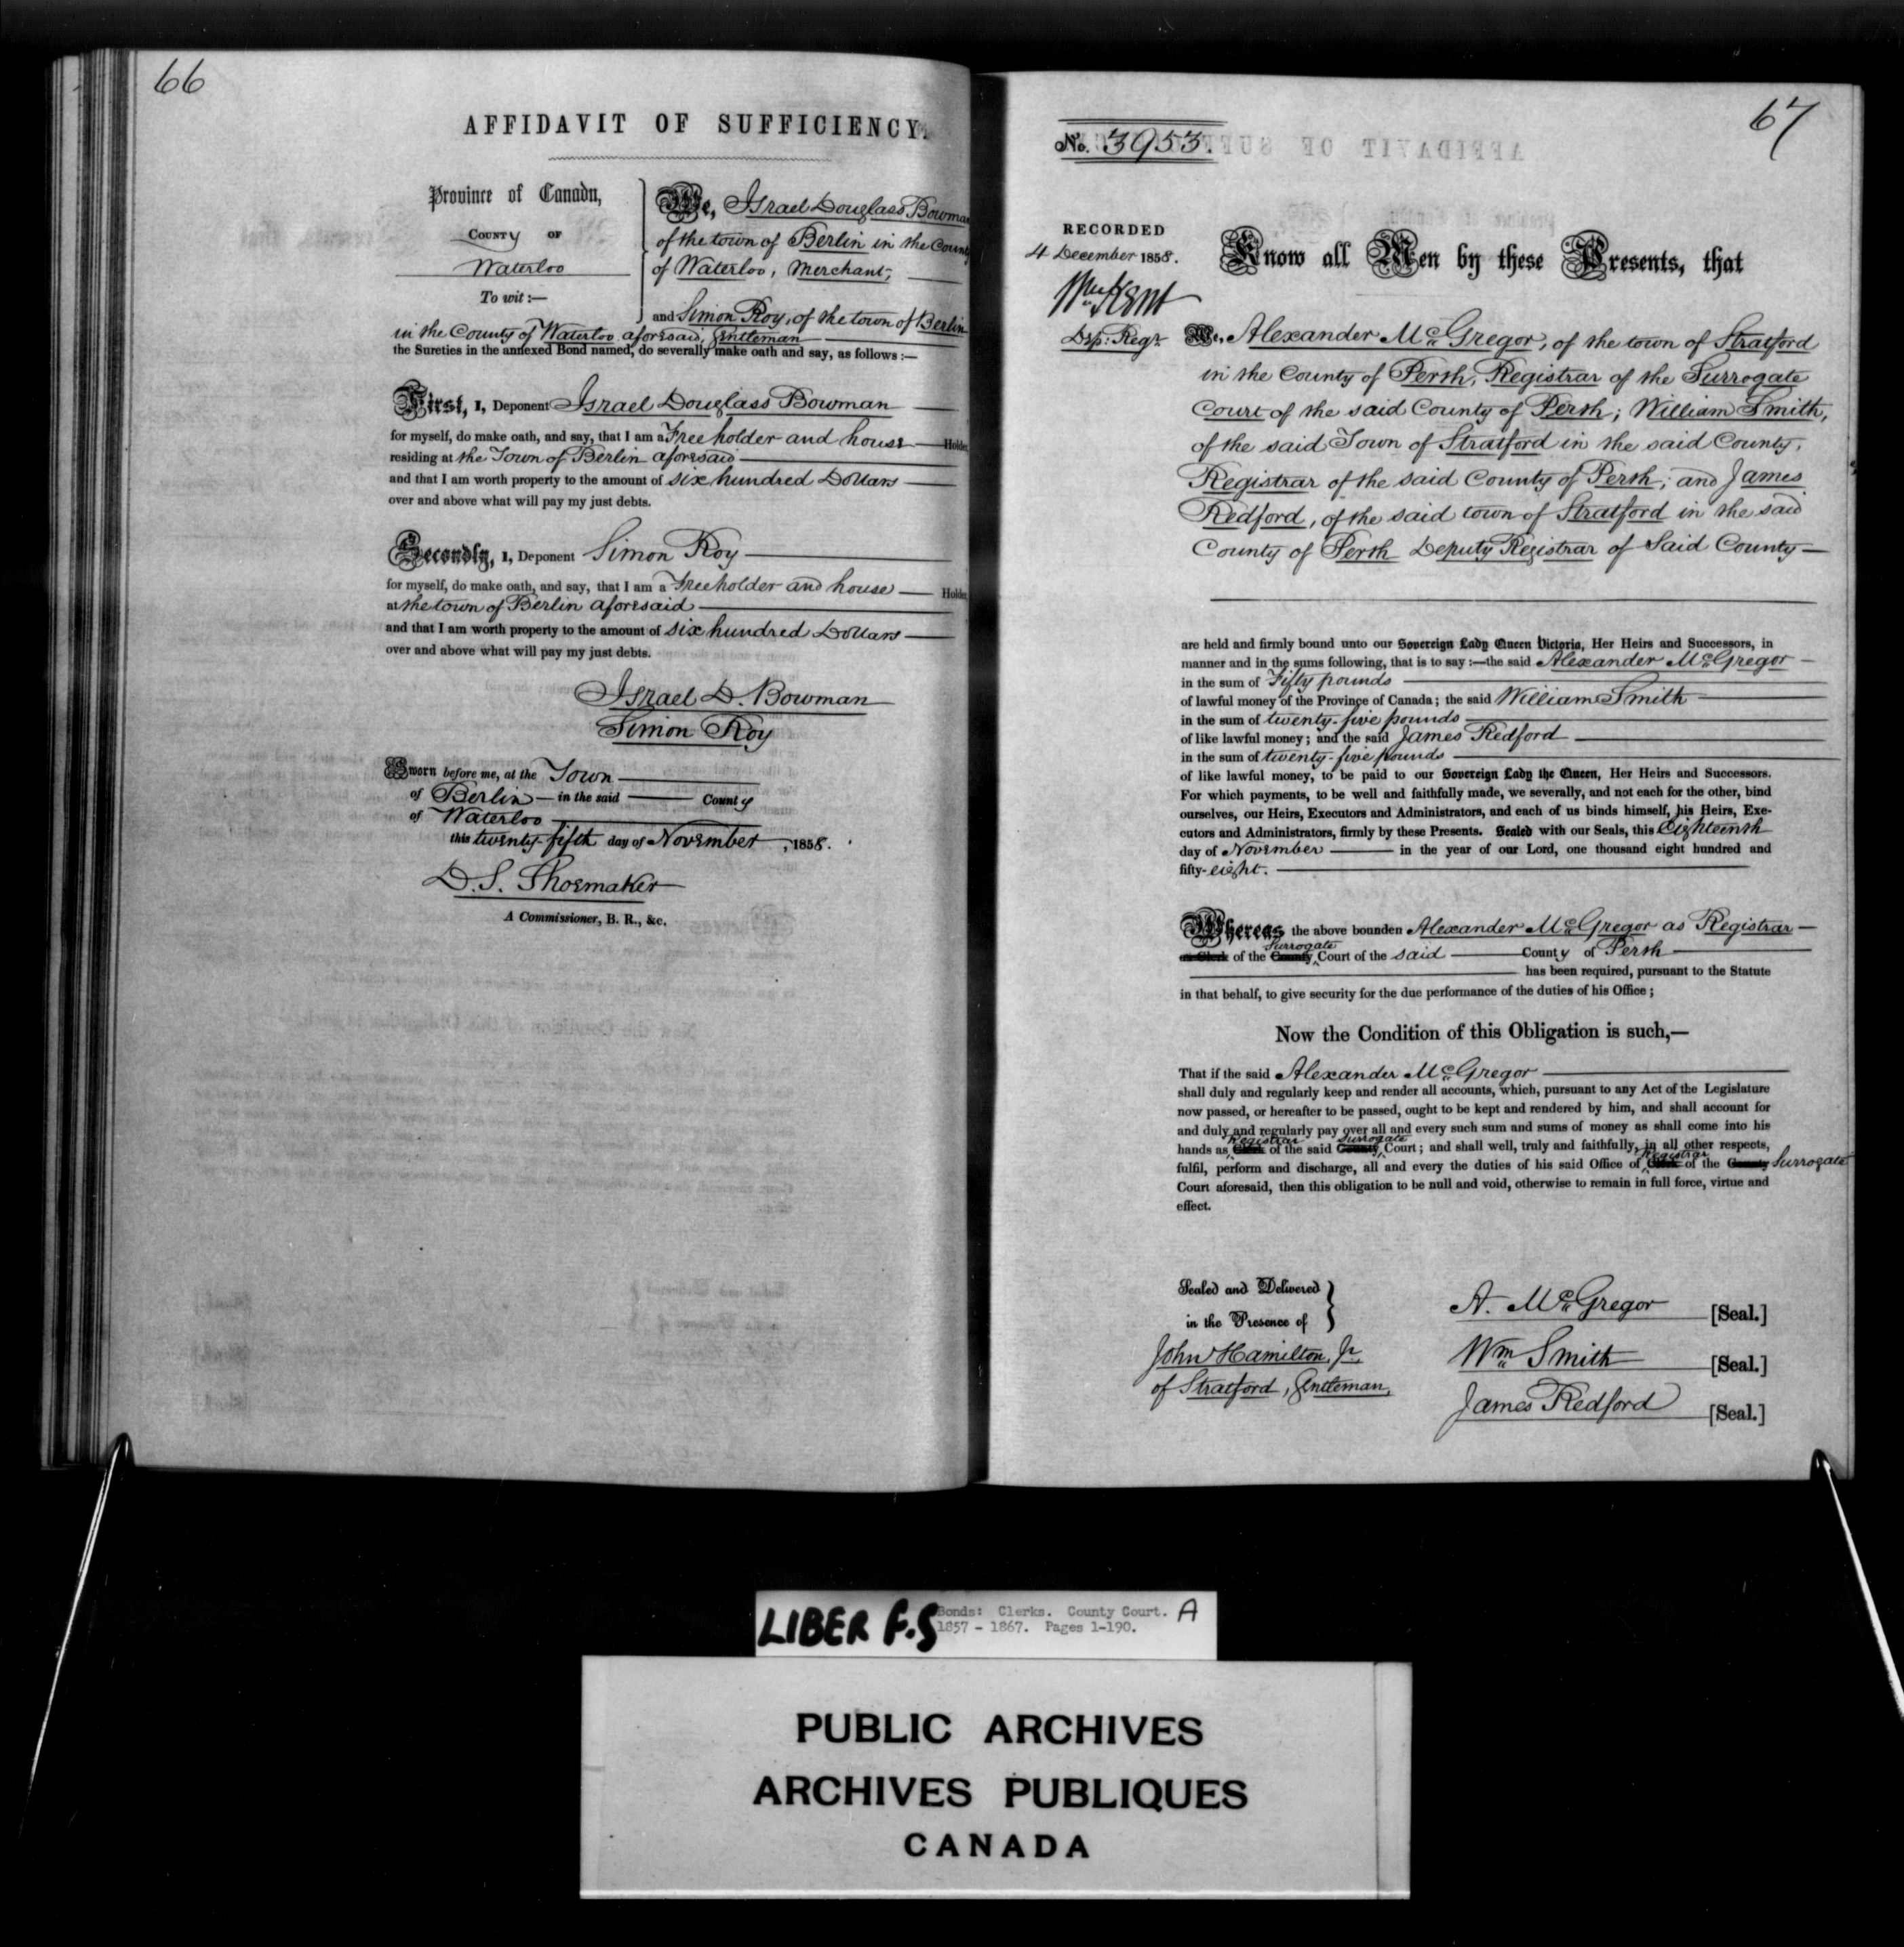 66
AFFIDAVIT OF SUFFICIENCY.
Province of Canada,
COUNTY OF
Waterloo
To wit:—
We, Israel Douglass Bowman
of the town of Berlin in the County
of Waterloo, Merchant,
and Simon Roy, of the town of Berlin
in the County of Waterloo aforesaid, Gentleman
the Sureties in the annexed Bond named, do severally make oath and say, as follows:—
First, I, Deponent Israel Douglass Bowman
for myself, do make oath, and say, that I am a Freeholder and house Holder,
residing at the Town of Berlin aforesaid
and that I am worth property to the amount of six hundred Dollars
over and above what will pay my just debts.
Secondly, I, Deponent Simon Roy
for myself, do make oath, and say, that I am a Freeholder and house Holder,
at the town of Berlin aforesaid
and that I am worth property to the amount of six hundred Dollars
over and above what will pay my just debts.
Israel D. Bowman
Simon Roy
Sworn before me, at the Town
of Berlin — in the said County
of Waterloo
this twenty-fifth day of November, 1858.
D. S. Shoemaker
A Commissioner, B. R., &c.
67
No. 3953.
RECORDED
4 December 1858.
Wm Kent
Dep: Regr
Know all Men by these Presents, that
We, Alexander McGregor, of the town of Stratford
in the County of Perth, Registrar of the Surrogate
Court of the said County of Perth; William Smith,
of the said Town of Stratford in the said County,
Registrar of the said County of Perth; and James
Redford, of the said town of Stratford in the said
County of Perth Deputy Registrar of Said County—
are held and firmly bound unto our Sovereign Lady Queen Victoria, Her Heirs and Successors, in
manner and in the sums following, that is to say:—the said Alexander McGregor—
in the sum of Fifty pounds
of lawful money of the Province of Canada; the said William Smith
in the sum of twenty-five pounds
of like lawful money; and the said James Redford
in the sum of twenty-five pounds
of like lawful money, to be paid to our Sovereign Lady the Queen, Her Heirs and Successors.
For which payments, to be well and faithfully made, we severally, and not each for the other, bind
ourselves, our Heirs, Executors and Administrators, and each of us binds himself, his Heirs, Exe-
cutors and Administrators, firmly by these Presents. Sealed with our Seals, this Eighteenth
day of November in the year of our Lord, one thousand eight hundred and
fifty-eight.
Whereas the above bounden Alexander McGregor as Registrar—
as Clerk of the County Surrogate Court of the said County of Perth
has been required, pursuant to the Statute
in that behalf, to give security for the due performance of the duties of his Office;
Now the Condition of this Obligation is such,—
That if the said Alexander McGregor
shall duly and regularly keep and render all accounts, which, pursuant to any Act of the Legislature
now passed, or hereafter to be passed, ought to be kept and rendered by him, and shall account for
and duly and regularly pay over all and every such sum and sums of money as shall come into his
hands as Clerk Registrar of the said County Surrogate Court; and shall well, truly and faithfully, in all other respects,
fulfil, perform and discharge, all and every the duties of his said Office of Clerk Registrar of the County Surrogate
Court aforesaid, then this obligation to be null and void, otherwise to remain in full force, virtue and
effect.
Sealed and Delivered
in the Presence of
John Hamilton, Jr,
of Stratford, Gentleman,
A. McGregor [Seal.]
Wm Smith [Seal.]
James Redford [Seal.]
LIBER F.S
Bonds: Clerks. County Court. A
1857 - 1867. Pages 1-190.
PUBLIC ARCHIVES
ARCHIVES PUBLIQUES
CANADA